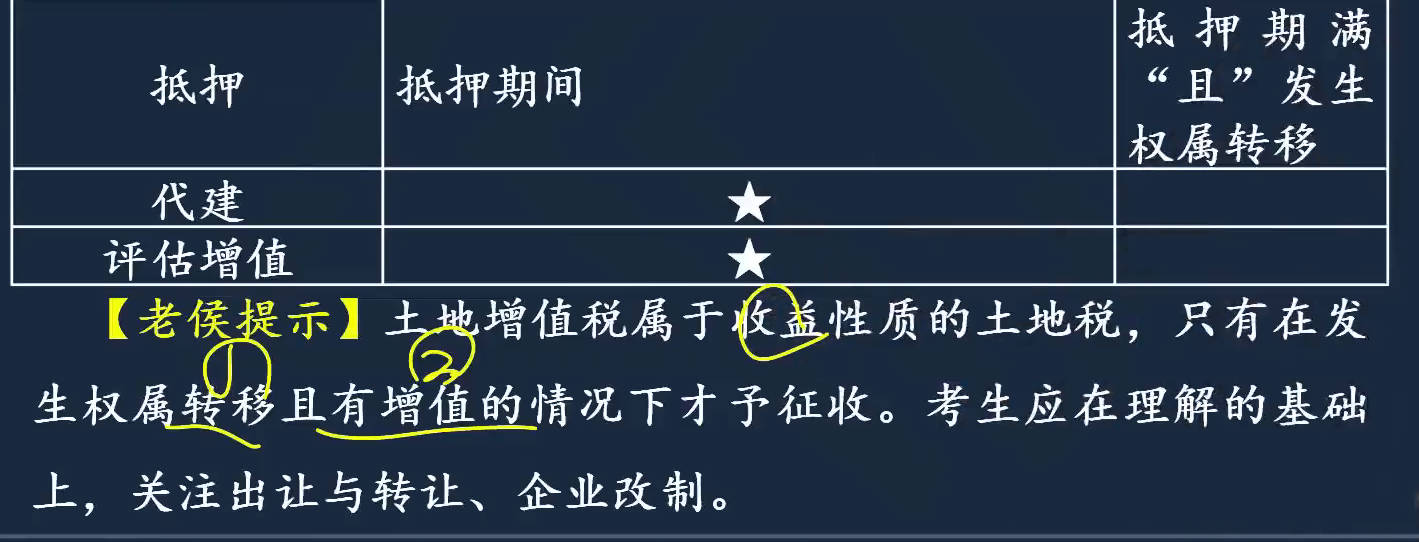 抵押 抵押期间 抵押期满
“且”发生
权属转移
代建 ★
评估增值 ★
【老侯提示】土地增值税属于收益性质的土地税，只有在发
① ②
生权属转移且有增值的情况下才予征收。考生应在理解的基础
上，关注出让与转让、企业改制。